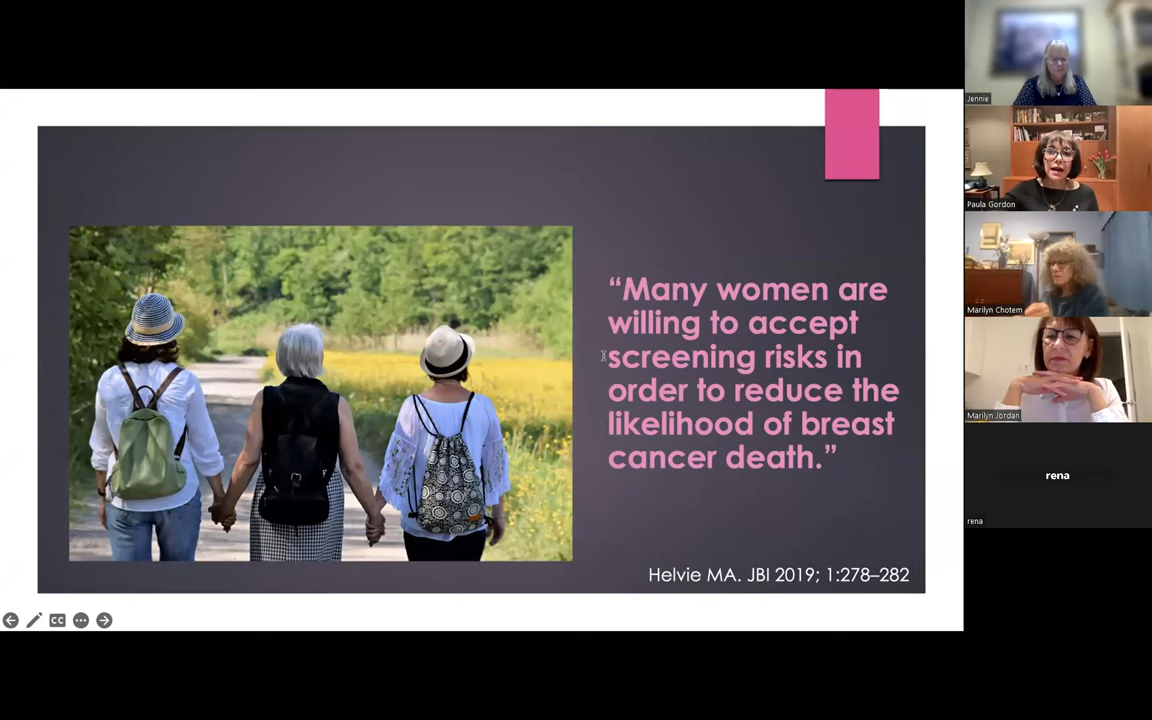 “Many women are
willing to accept
screening risks in
order to reduce the
likelihood of breast
cancer death.”
Helvie MA. JBI 2019; 1:278–282
CC
Jennie
Paula Gordon
Marilyn Chotem
Marilyn Jordan
rena
rena